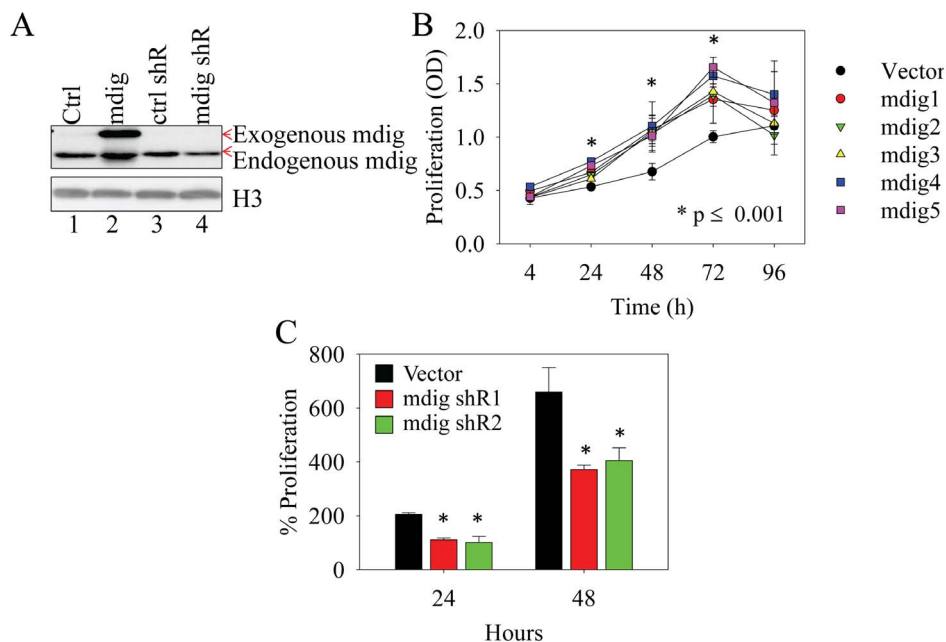 A
Ctrl
mdig
ctrl shR
mdig shR
Exogenous mdig
Endogenous mdig
H3
1 2 3 4
B
Proliferation (OD)
2.0
1.5
1.0
0.5
0.0
*
*
*
* p ≤ 0.001
4 24 48 72 96
Time (h)
Vector
mdig1
mdig2
mdig3
mdig4
mdig5
C
% Proliferation
800
600
400
200
0
Vector
mdig shR1
mdig shR2
* *
* *
24 48
Hours